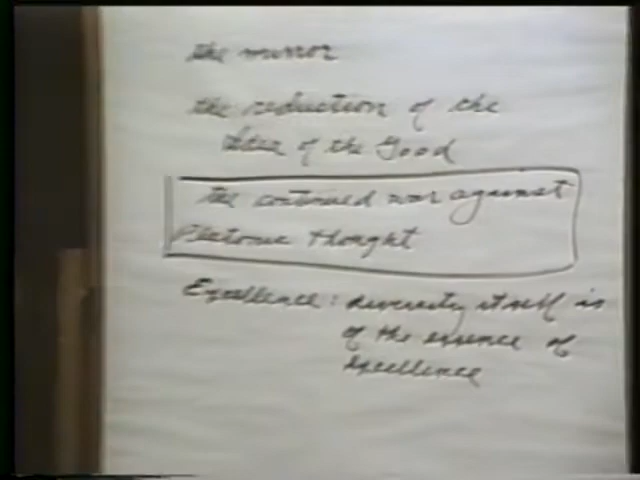 the mirror
the reduction of the
Idea of the Good
the continued war against
Platonic thought
Excellence: diversity itself is
of the essence of
excellence